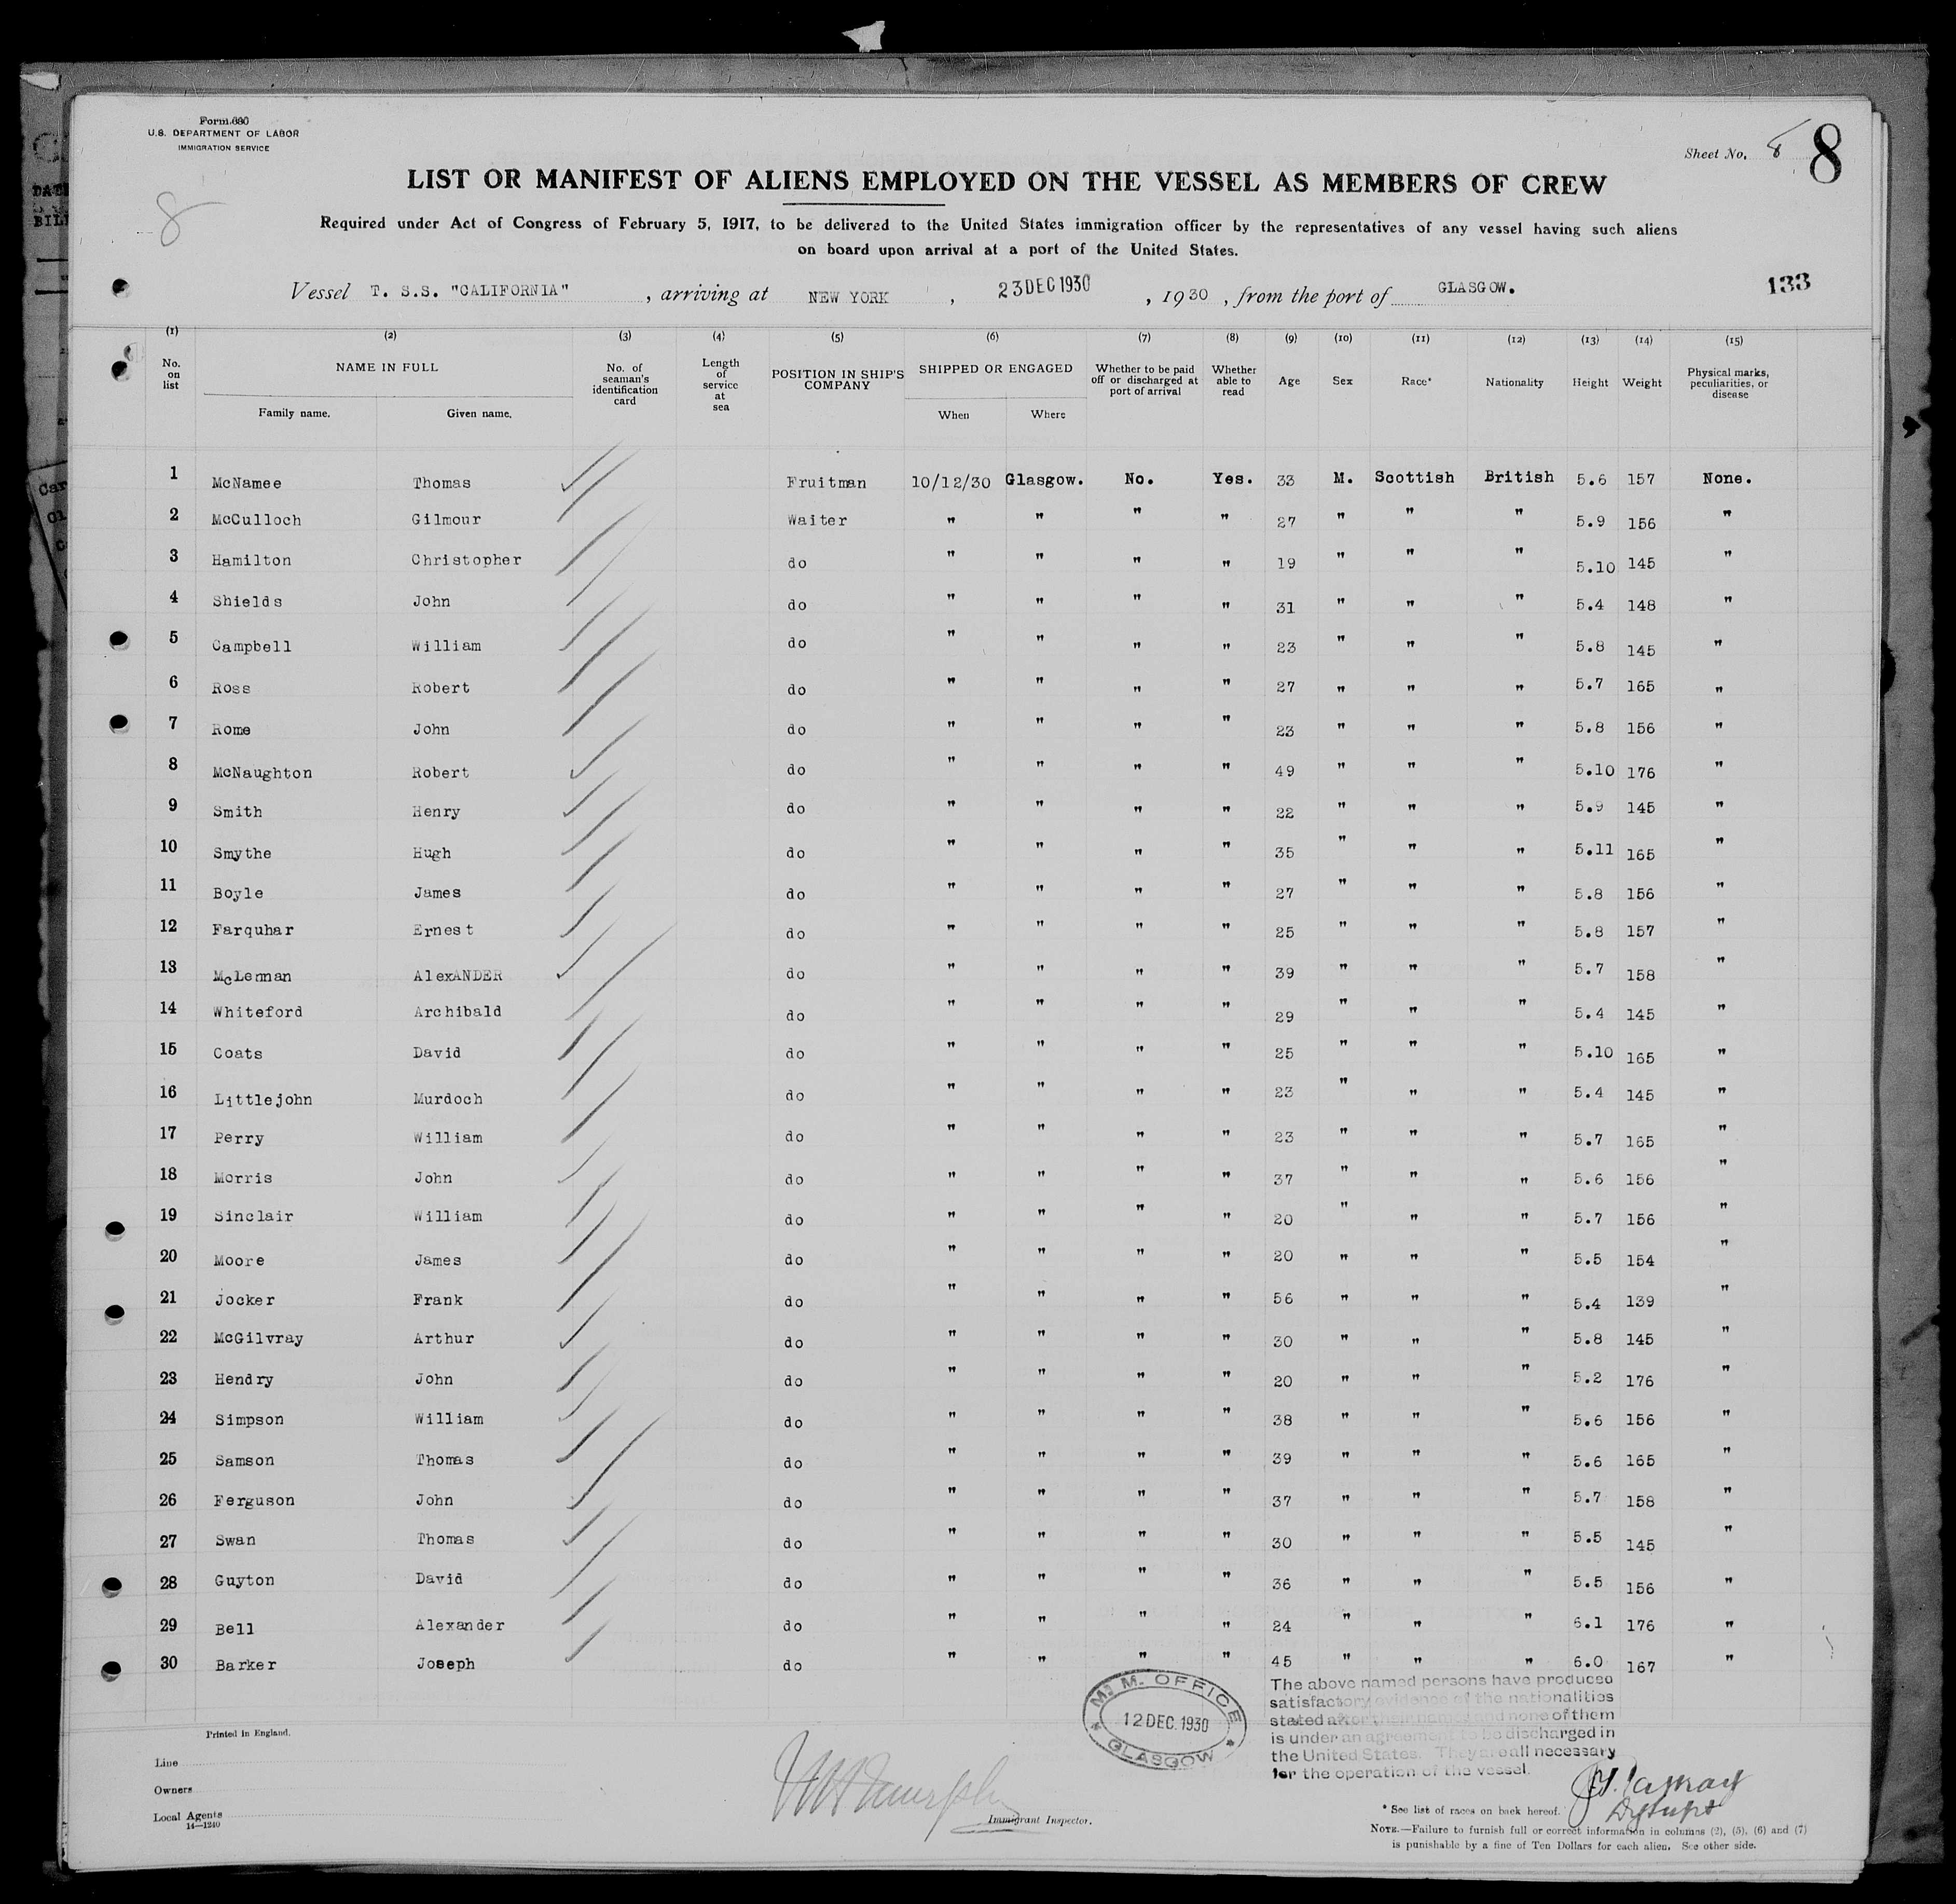 Form 680
U.S. DEPARTMENT OF LABOR
IMMIGRATION SERVICE
Sheet No. 8 8
8
LIST OR MANIFEST OF ALIENS EMPLOYED ON THE VESSEL AS MEMBERS OF CREW
Required under Act of Congress of February 5, 1917, to be delivered to the United States immigration officer by the representatives of any vessel having such aliens
on board upon arrival at a port of the United States.
Vessel T. S.S. "CALIFORNIA" , arriving at NEW YORK , 23 DEC 1930 , 1930 , from the port of GLASGOW. 133
(1) (2) (3) (4) (5) (6) (7) (8) (9) (10) (11) (12) (13) (14) (15)
No. on list NAME IN FULL No. of seaman's identification card Length of service at sea POSITION IN SHIP'S COMPANY SHIPPED OR ENGAGED Whether to be paid off or discharged at port of arrival Whether able to read Age Sex Race* Nationality Height Weight Physical marks, peculiarities, or disease
Family name. Given name. When Where
1 McNamee Thomas Fruitman 10/12/30 Glasgow. No. Yes. 33 M. Scottish British 5.6 157 None.
2 McCulloch Gilmour Waiter " " " " 27 " " " 5.9 156 "
3 Hamilton Christopher do " " " " 19 " " " 5.10 145 "
4 Shields John do " " " " 31 " " " 5.4 148 "
5 Campbell William do " " " " 23 " " " 5.8 145 "
6 Ross Robert do " " " " 27 " " " 5.7 165 "
7 Rome John do " " " " 23 " " " 5.8 156 "
8 McNaughton Robert do " " " " 49 " " " 5.10 176 "
9 Smith Henry do " " " " 22 " " " 5.9 145 "
10 Smythe Hugh do " " " " 35 " " " 5.11 165 "
11 Boyle James do " " " " 27 " " " 5.8 156 "
12 Farquhar Ernest do " " " " 25 " " " 5.8 157 "
13 McLennan AlexANDER do " " " " 39 " " " 5.7 158 "
14 Whiteford Archibald do " " " " 29 " " " 5.4 145 "
15 Coats David do " " " " 25 " " " 5.10 165 "
16 Littlejohn Murdoch do " " " " 23 " " " 5.4 145 "
17 Perry William do " " " " 23 " " " 5.7 165 "
18 Morris John do " " " " 37 " " " 5.6 156 "
19 Sinclair William do " " " " 20 " " " 5.7 156 "
20 Moore James do " " " " 20 " " " 5.5 154 "
21 Jocker Frank do " " " " 56 " " " 5.4 139 "
22 McGilvray Arthur do " " " " 30 " " " 5.8 145 "
23 Hendry John do " " " " 20 " " " 5.2 176 "
24 Simpson William do " " " " 38 " " " 5.6 156 "
25 Samson Thomas do " " " " 39 " " " 5.6 165 "
26 Ferguson John do " " " " 37 " " " 5.7 158 "
27 Swan Thomas do " " " " 30 " " " 5.5 145 "
28 Guyton David do " " " " 36 " " " 5.5 156 "
29 Bell Alexander do " " " " 24 " " " 6.1 176 "
30 Barker Joseph do " " " " 45 " " " 6.0 167 "
M. M. OFFICE
12 DEC. 1930
GLASGOW
The above named persons have produced
satisfactory evidence of the nationalities
stated after their names and none of them
is under an agreement to be discharged in
the United States. They are all necessary
for the operation of the vessel.
Printed in England.
Line
Owners
Local Agents
14—1240
Immigrant Inspector.
* See list of races on back hereof.
NOTE.—Failure to furnish full or correct information in columns (2), (5), (6) and (7)
is punishable by a fine of Ten Dollars for each alien. See other side.